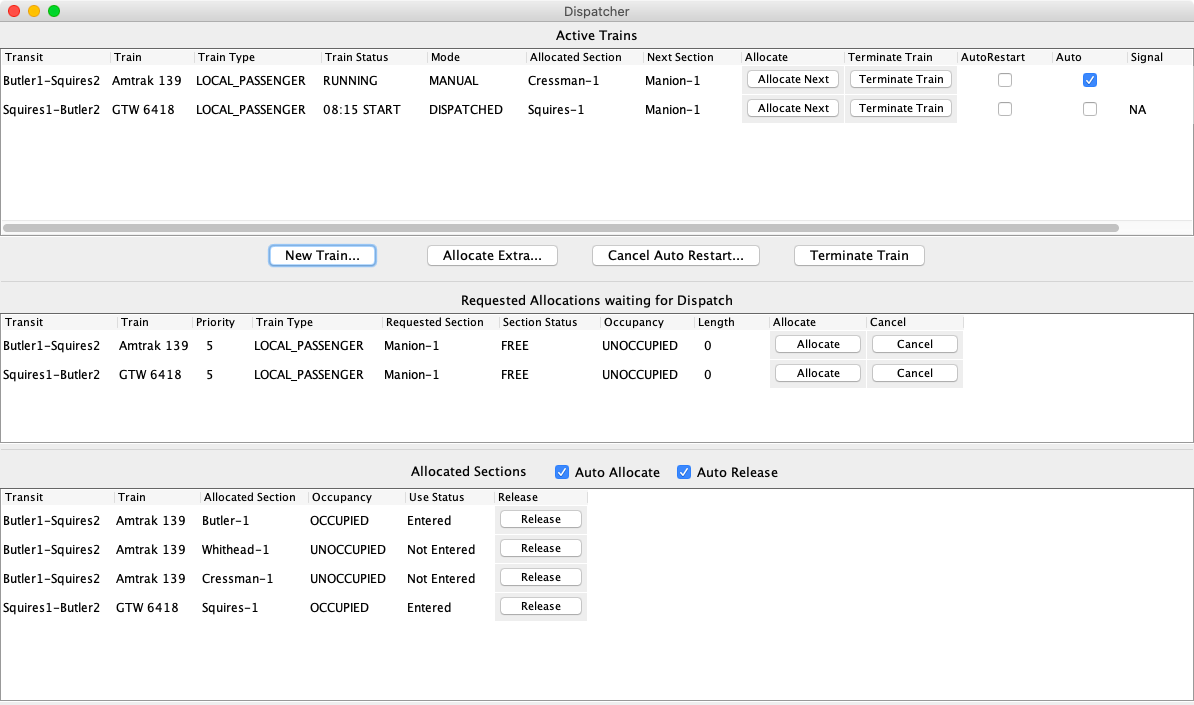 Dispatcher
Active Trains
Transit Train Train Type Train Status Mode Allocated Section Next Section Allocate Terminate Train AutoRestart Auto Signal
Butler1-Squires2 Amtrak 139 LOCAL_PASSENGER RUNNING MANUAL Cressman-1 Manion-1 Allocate Next Terminate Train
Squires1-Butler2 GTW 6418 LOCAL_PASSENGER 08:15 START DISPATCHED Squires-1 Manion-1 Allocate Next Terminate Train NA
New Train... Allocate Extra... Cancel Auto Restart... Terminate Train
Requested Allocations waiting for Dispatch
Transit Train Priority Train Type Requested Section Section Status Occupancy Length Allocate Cancel
Butler1-Squires2 Amtrak 139 5 LOCAL_PASSENGER Manion-1 FREE UNOCCUPIED 0 Allocate Cancel
Squires1-Butler2 GTW 6418 5 LOCAL_PASSENGER Manion-1 FREE UNOCCUPIED 0 Allocate Cancel
Allocated Sections Auto Allocate Auto Release
Transit Train Allocated Section Occupancy Use Status Release
Butler1-Squires2 Amtrak 139 Butler-1 OCCUPIED Entered Release
Butler1-Squires2 Amtrak 139 Whithead-1 UNOCCUPIED Not Entered Release
Butler1-Squires2 Amtrak 139 Cressman-1 UNOCCUPIED Not Entered Release
Squires1-Butler2 GTW 6418 Squires-1 OCCUPIED Entered Release